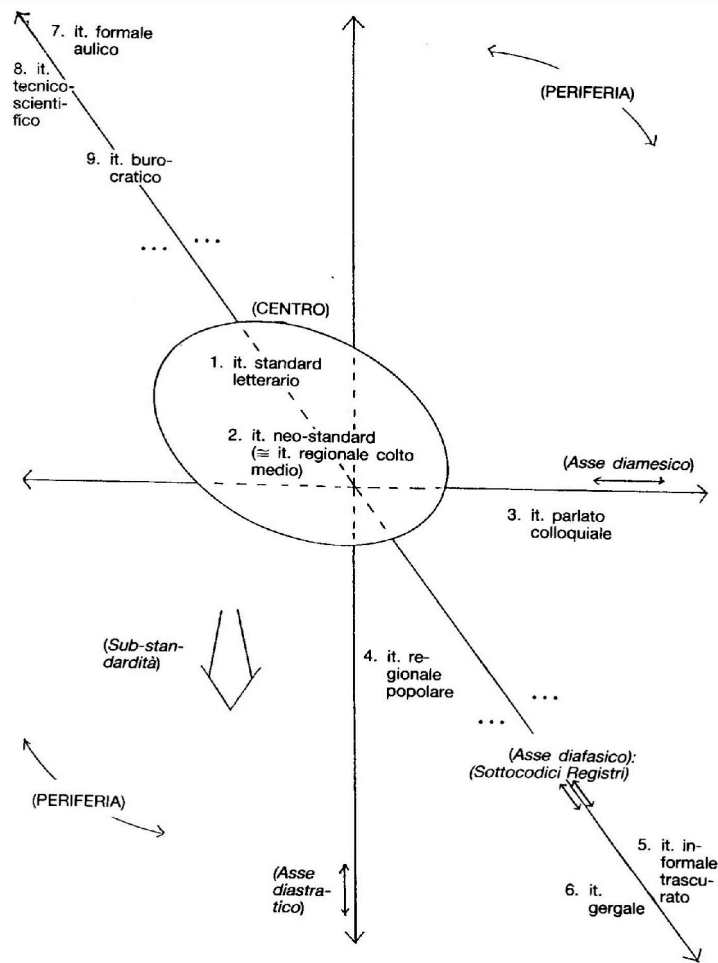 7. it. formale
aulico
8. it.
tecnico-
scienti-
fico
(PERIFERIA)
9. it. buro-
cratico
... ...
(CENTRO)
1. it. standard
letterario
2. it. neo-standard
(≅ it. regionale colto
medio)
(Asse diamesico)
3. it. parlato
colloquiale
(Sub-stan-
dardità)
4. it. re-
gionale
popolare
... ...
(Asse diafasico):
(Sottocodici Registri)
(PERIFERIA)
5. it. in-
formale
trascu-
rato
6. it.
gergale
(Asse
diastra-
tico)